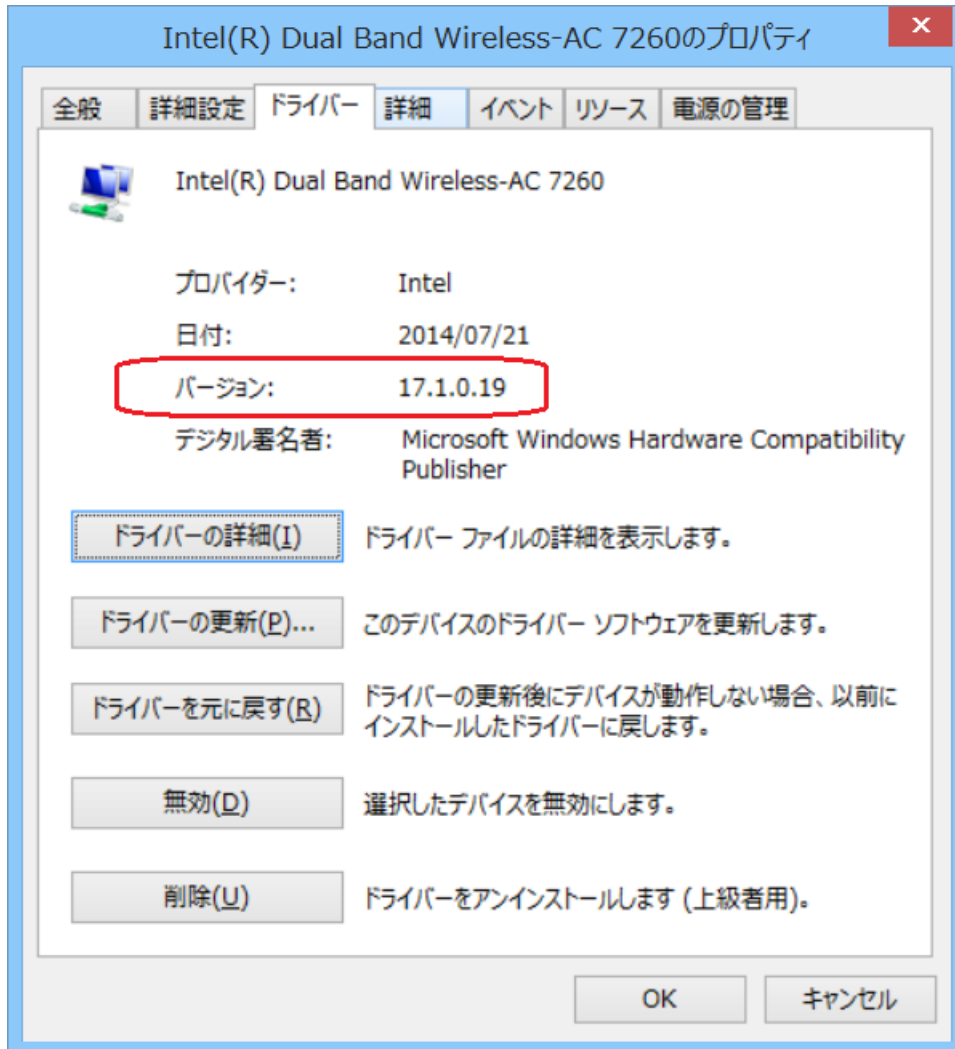 Intel(R) Dual Band Wireless-AC 7260のプロパティ
全般 詳細設定 ドライバー 詳細 イベント リソース 電源の管理
Intel(R) Dual Band Wireless-AC 7260
プロバイダー: Intel
日付: 2014/07/21
バージョン: 17.1.0.19
デジタル署名者: Microsoft Windows Hardware Compatibility
Publisher
ドライバーの詳細(I) ドライバー ファイルの詳細を表示します。
ドライバーの更新(P)... このデバイスのドライバー ソフトウェアを更新します。
ドライバーを元に戻す(R) ドライバーの更新後にデバイスが動作しない場合、以前に
インストールしたドライバーに戻します。
無効(D) 選択したデバイスを無効にします。
削除(U) ドライバーをアンインストールします (上級者用)。
OK キャンセル